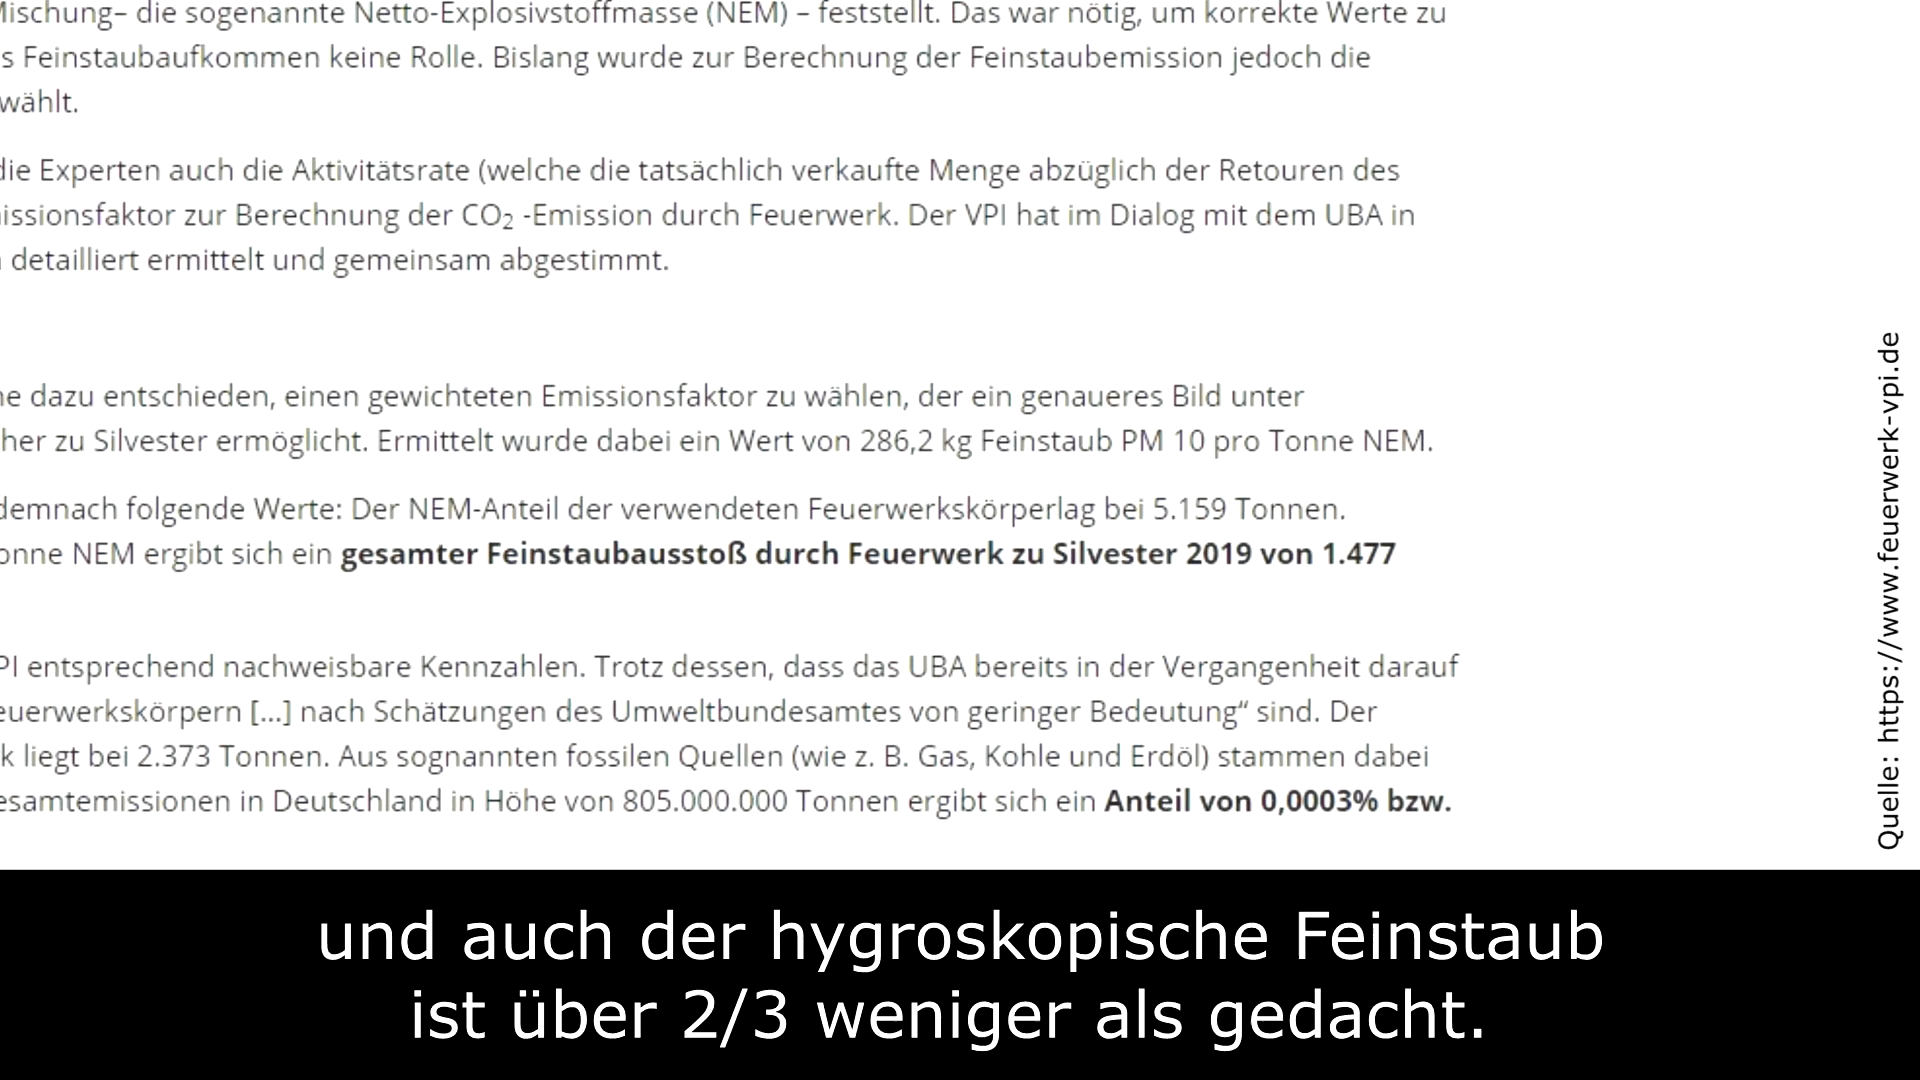 Mischung– die sogenannte Netto-Explosivstoffmasse (NEM) – feststellt. Das war nötig, um korrekte Werte zu
s Feinstaubaufkommen keine Rolle. Bislang wurde zur Berechnung der Feinstaubemission jedoch die
wählt.
die Experten auch die Aktivitätsrate (welche die tatsächlich verkaufte Menge abzüglich der Retouren des
issionsfaktor zur Berechnung der CO₂ -Emission durch Feuerwerk. Der VPI hat im Dialog mit dem UBA in
detailliert ermittelt und gemeinsam abgestimmt.
ne dazu entschieden, einen gewichteten Emissionsfaktor zu wählen, der ein genaueres Bild unter
her zu Silvester ermöglicht. Ermittelt wurde dabei ein Wert von 286,2 kg Feinstaub PM 10 pro Tonne NEM.
demnach folgende Werte: Der NEM-Anteil der verwendeten Feuerwerkskörperlag bei 5.159 Tonnen.
onne NEM ergibt sich ein gesamter Feinstaubausstoß durch Feuerwerk zu Silvester 2019 von 1.477
PI entsprechend nachweisbare Kennzahlen. Trotz dessen, dass das UBA bereits in der Vergangenheit darauf
euerwerkskörpern [...] nach Schätzungen des Umweltbundesamtes von geringer Bedeutung“ sind. Der
k liegt bei 2.373 Tonnen. Aus sognannten fossilen Quellen (wie z. B. Gas, Kohle und Erdöl) stammen dabei
esamtemissionen in Deutschland in Höhe von 805.000.000 Tonnen ergibt sich ein Anteil von 0,0003% bzw.
Quelle: https://www.feuerwerk-vpi.de
und auch der hygroskopische Feinstaub
ist über 2/3 weniger als gedacht.